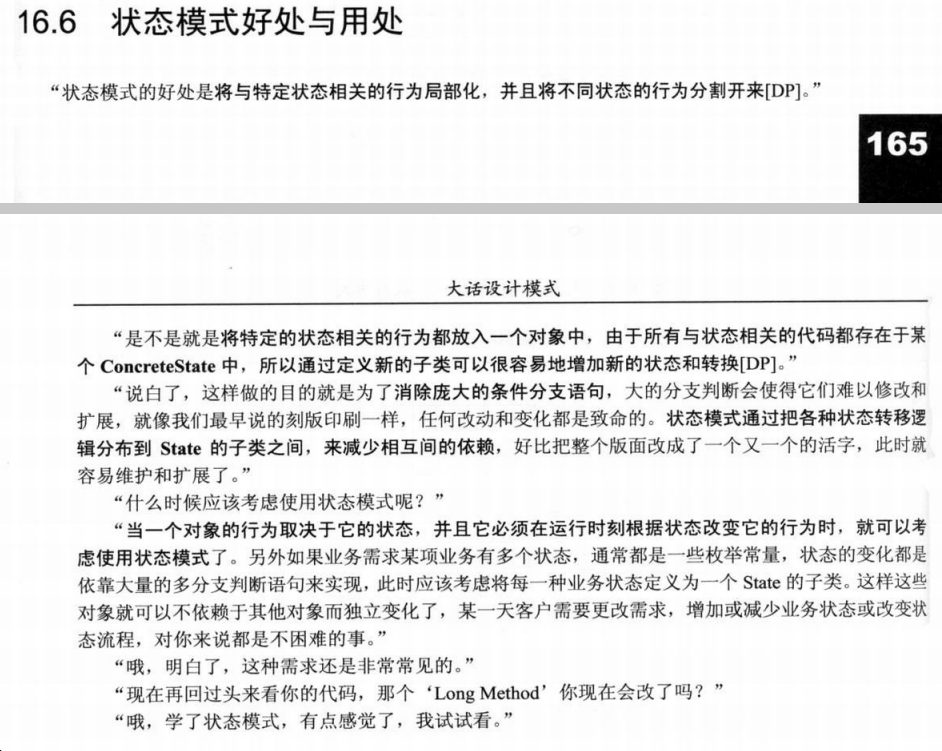 16.6 状态模式好处与用处
“状态模式的好处是将与特定状态相关的行为局部化，并且将不同状态的行为分割开来[DP]。”
165
大话设计模式
“是不是就是将特定的状态相关的行为都放入一个对象中，由于所有与状态相关的代码都存在于某
个 ConcreteState 中，所以通过定义新的子类可以很容易地增加新的状态和转换[DP]。”
“说白了，这样做的目的就是为了消除庞大的条件分支语句，大的分支判断会使得它们难以修改和
扩展，就像我们最早说的刻版印刷一样，任何改动和变化都是致命的。状态模式通过把各种状态转移逻
辑分布到 State 的子类之间，来减少相互间的依赖，好比把整个版面改成了一个又一个的活字，此时就
容易维护和扩展了。”
“什么时候应该考虑使用状态模式呢？”
“当一个对象的行为取决于它的状态，并且它必须在运行时刻根据状态改变它的行为时，就可以考
虑使用状态模式了。另外如果业务需求某项业务有多个状态，通常都是一些枚举常量，状态的变化都是
依靠大量的多分支判断语句来实现，此时应该考虑将每一种业务状态定义为一个 State 的子类。这样这些
对象就可以不依赖于其他对象而独立变化了，某一天客户需要更改需求，增加或减少业务状态或改变状
态流程，对你来说都是不困难的事。”
“哦，明白了，这种需求还是非常常见的。”
“现在再回过头来看你的代码，那个‘Long Method’你现在会改了吗？”
“哦，学了状态模式，有点感觉了，我试试看。”